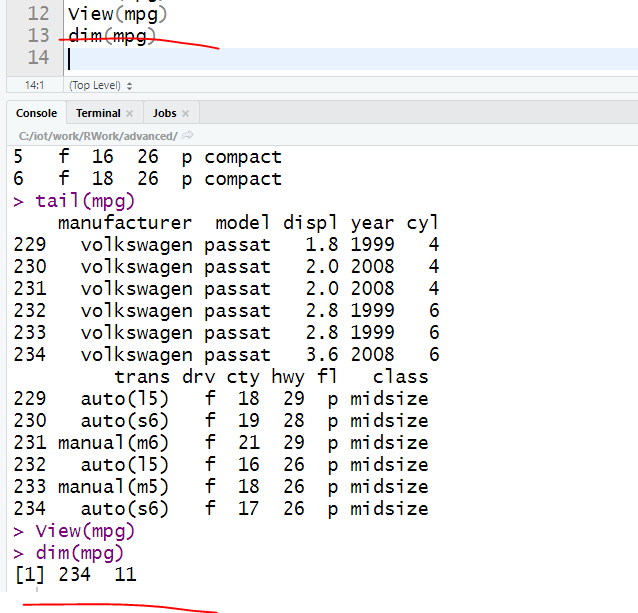 12 View(mpg)
13 dim(mpg)
14
14:1 (Top Level)
Console Terminal Jobs
C:/iot/work/RWork/advanced/
5 f 16 26 p compact
6 f 18 26 p compact
> tail(mpg)
manufacturer model displ year cyl
229 volkswagen passat 1.8 1999 4
230 volkswagen passat 2.0 2008 4
231 volkswagen passat 2.0 2008 4
232 volkswagen passat 2.8 1999 6
233 volkswagen passat 2.8 1999 6
234 volkswagen passat 3.6 2008 6
trans drv cty hwy fl class
229 auto(l5) f 18 29 p midsize
230 auto(s6) f 19 28 p midsize
231 manual(m6) f 21 29 p midsize
232 auto(l5) f 16 26 p midsize
233 manual(m5) f 18 26 p midsize
234 auto(s6) f 17 26 p midsize
> View(mpg)
> dim(mpg)
[1] 234 11